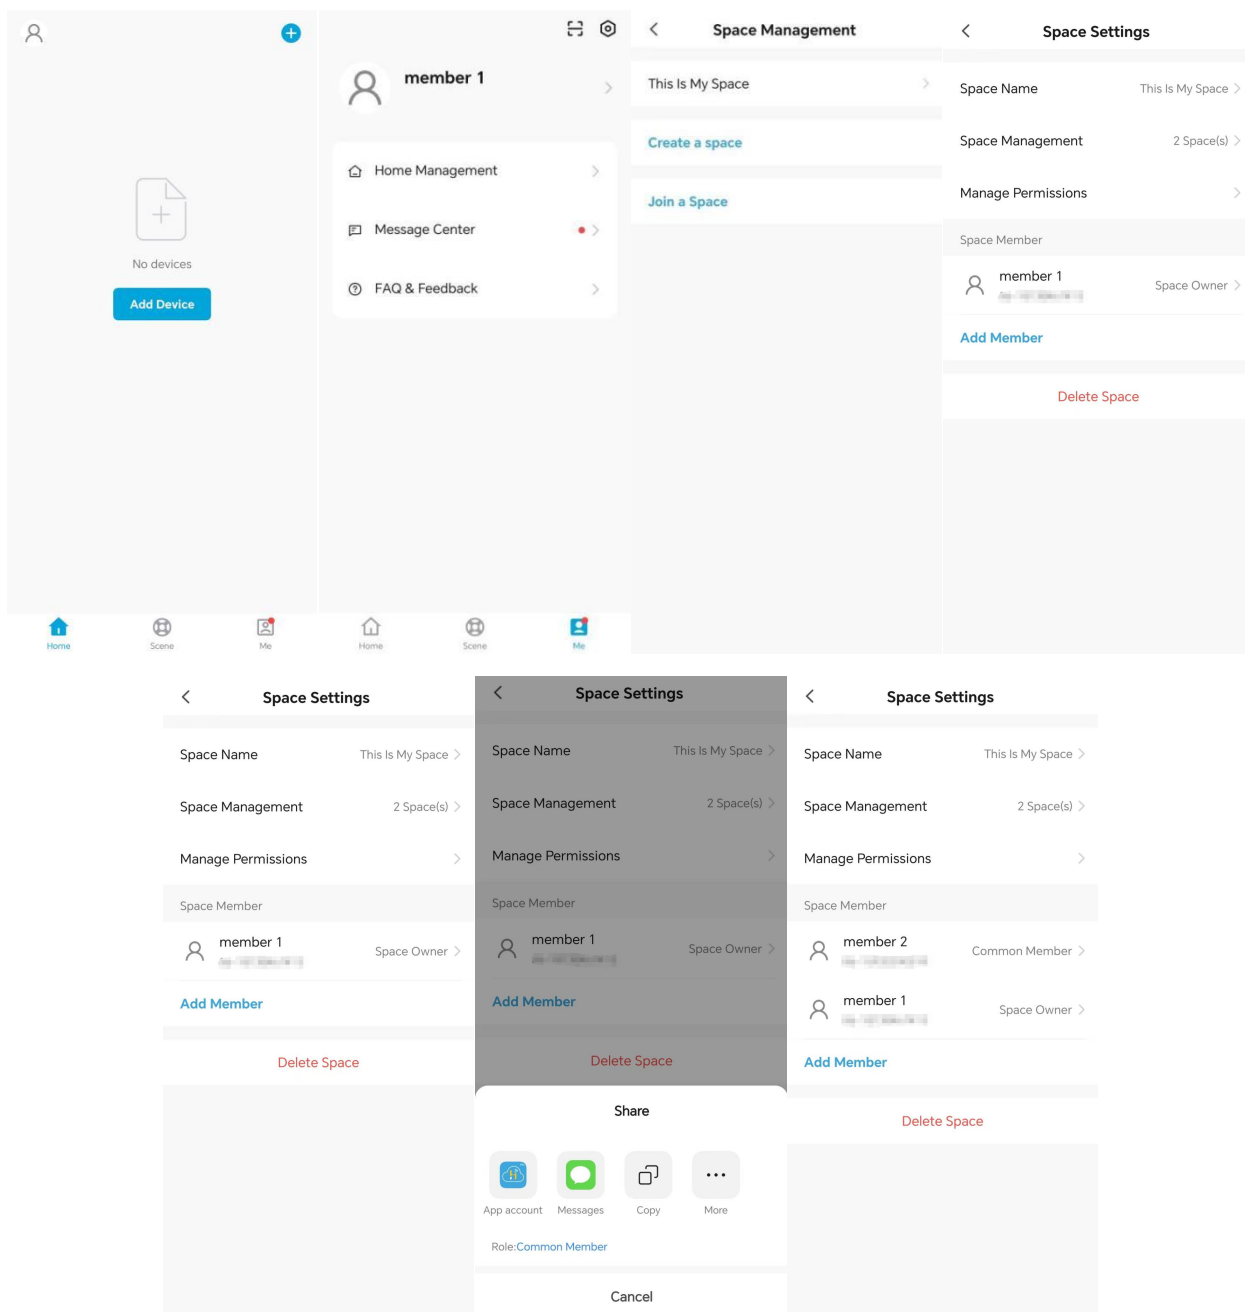 No devices
Add Device
Home
Scene
Me
member 1
Home Management
Message Center
FAQ & Feedback
Home
Scene
Me
Space Management
This Is My Space
Create a space
Join a Space
Space Settings
Space Name This Is My Space
Space Management 2 Space(s)
Manage Permissions
Space Member
member 1
Space Owner
Add Member
Delete Space
Space Settings
Space Name This Is My Space
Space Management 2 Space(s)
Manage Permissions
Space Member
member 1
Space Owner
Add Member
Delete Space
Space Settings
Space Name This Is My Space
Space Management 2 Space(s)
Manage Permissions
Space Member
member 1
Space Owner
Add Member
Delete Space
Share
App account Messages Copy More
Role:Common Member
Cancel
Space Settings
Space Name This Is My Space
Space Management 2 Space(s)
Manage Permissions
Space Member
member 2
Common Member
member 1
Space Owner
Add Member
Delete Space